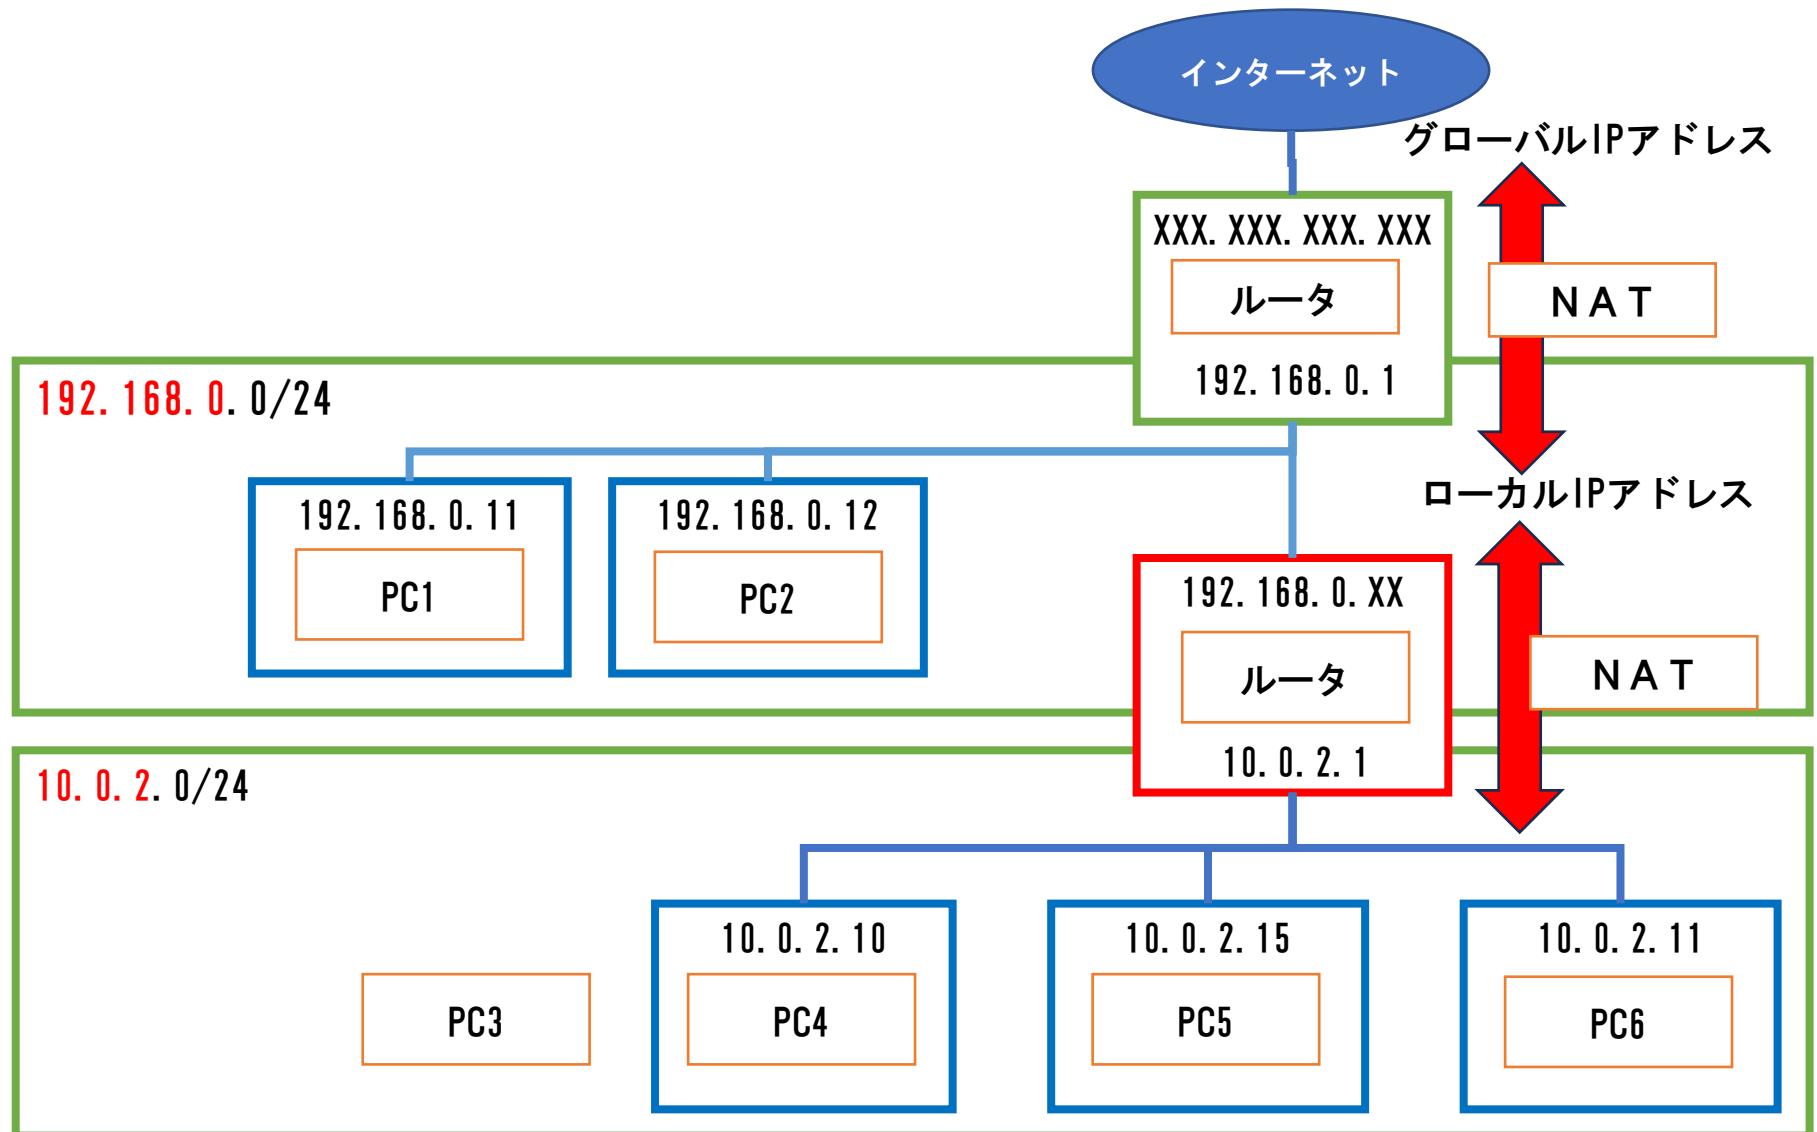 インターネット
グローバルIPアドレス
XXX. XXX. XXX. XXX
ルータ
NAT
192. 168. 0. 1
192. 168. 0. 0/24
ローカルIPアドレス
192. 168. 0. 11
PC1
192. 168. 0. 12
PC2
192. 168. 0. XX
ルータ
NAT
10. 0. 2. 1
10. 0. 2. 0/24
PC3
10. 0. 2. 10
PC4
10. 0. 2. 15
PC5
10. 0. 2. 11
PC6